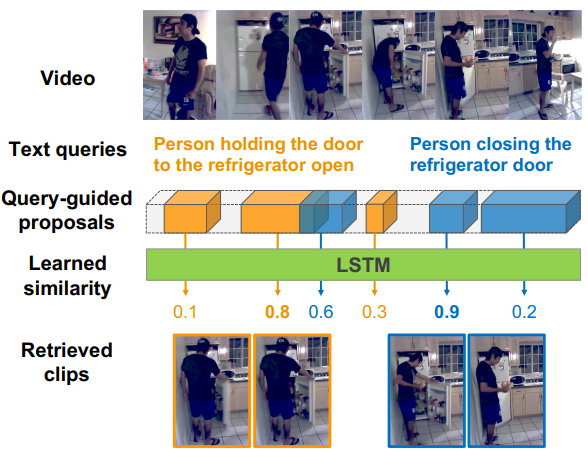 Video
Text queries
Person holding the door
to the refrigerator open
Person closing the
refrigerator door
Query-guided
proposals
Learned
similarity
LSTM
0.1
0.8
0.6
0.3
0.9
0.2
Retrieved
clips